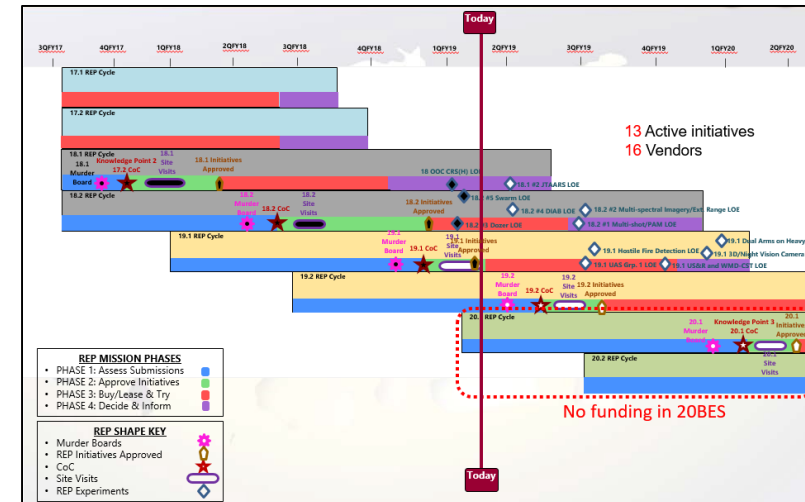 Today
3QFY17
4QFY17
1QFY18
2QFY18
3QFY18
4QFY18
1QFY19
2QFY19
3QFY19
4QFY19
1QFY20
2QFY20
17.1 REP Cycle
17.2 REP Cycle
13 Active initiatives
16 Vendors
18.1 REP Cycle
18.1
Murder
Board
Knowledge Point 2
17.2 CoC
18.1
Site
Visits
18.1 Initiatives
Approved
18 OOC CRS(H) LOE
18.1 #2 JTAARS LOE
18.2 REP Cycle
18.2
Murder
Board
18.2 CoC
18.2
Site
Visits
18.2 Initiatives
Approved
18.2 #5 Swarm LOE
18.2 #3 Dozer LOE
18.2 #4 DIAB LOE
18.2 #2 Multi-spectral Imagery/Ext Range LOE
18.2 #1 Multi-shot/PAM LOE
19.1 REP Cycle
19.1
Murder
Board
19.1 CoC
19.1
Site
Visits
19.1 Initiatives
Approved
19.1 Dual Arms on Heavy
19.1 Hostile Fire Detection LOE
19.1 3D/Night Vision Camera
19.1 UAS Grp. 1 LOE
19.1 USBiR and WMD-CST LOE
19.2 REP Cycle
19.2
Murder
Board
19.2 CoC
19.2
Site
Visits
19.2 Initiatives
Approved
20.1 REP Cycle
20.1
Murder
Board
Knowledge Point 3
20.1 CoC
20.1
Site
Visits
20.1
Initiatives
Approved
20.2 REP Cycle
No funding in 20BES
REP MISSION PHASES
• PHASE 1: Assess Submissions
• PHASE 2: Approve Initiatives
• PHASE 3: Buy/Lease & Try
• PHASE 4: Decide & Inform
REP SHAPE KEY
• Murder Boards
• REP Initiatives Approved
• CoC
• Site Visits
• REP Experiments
Today